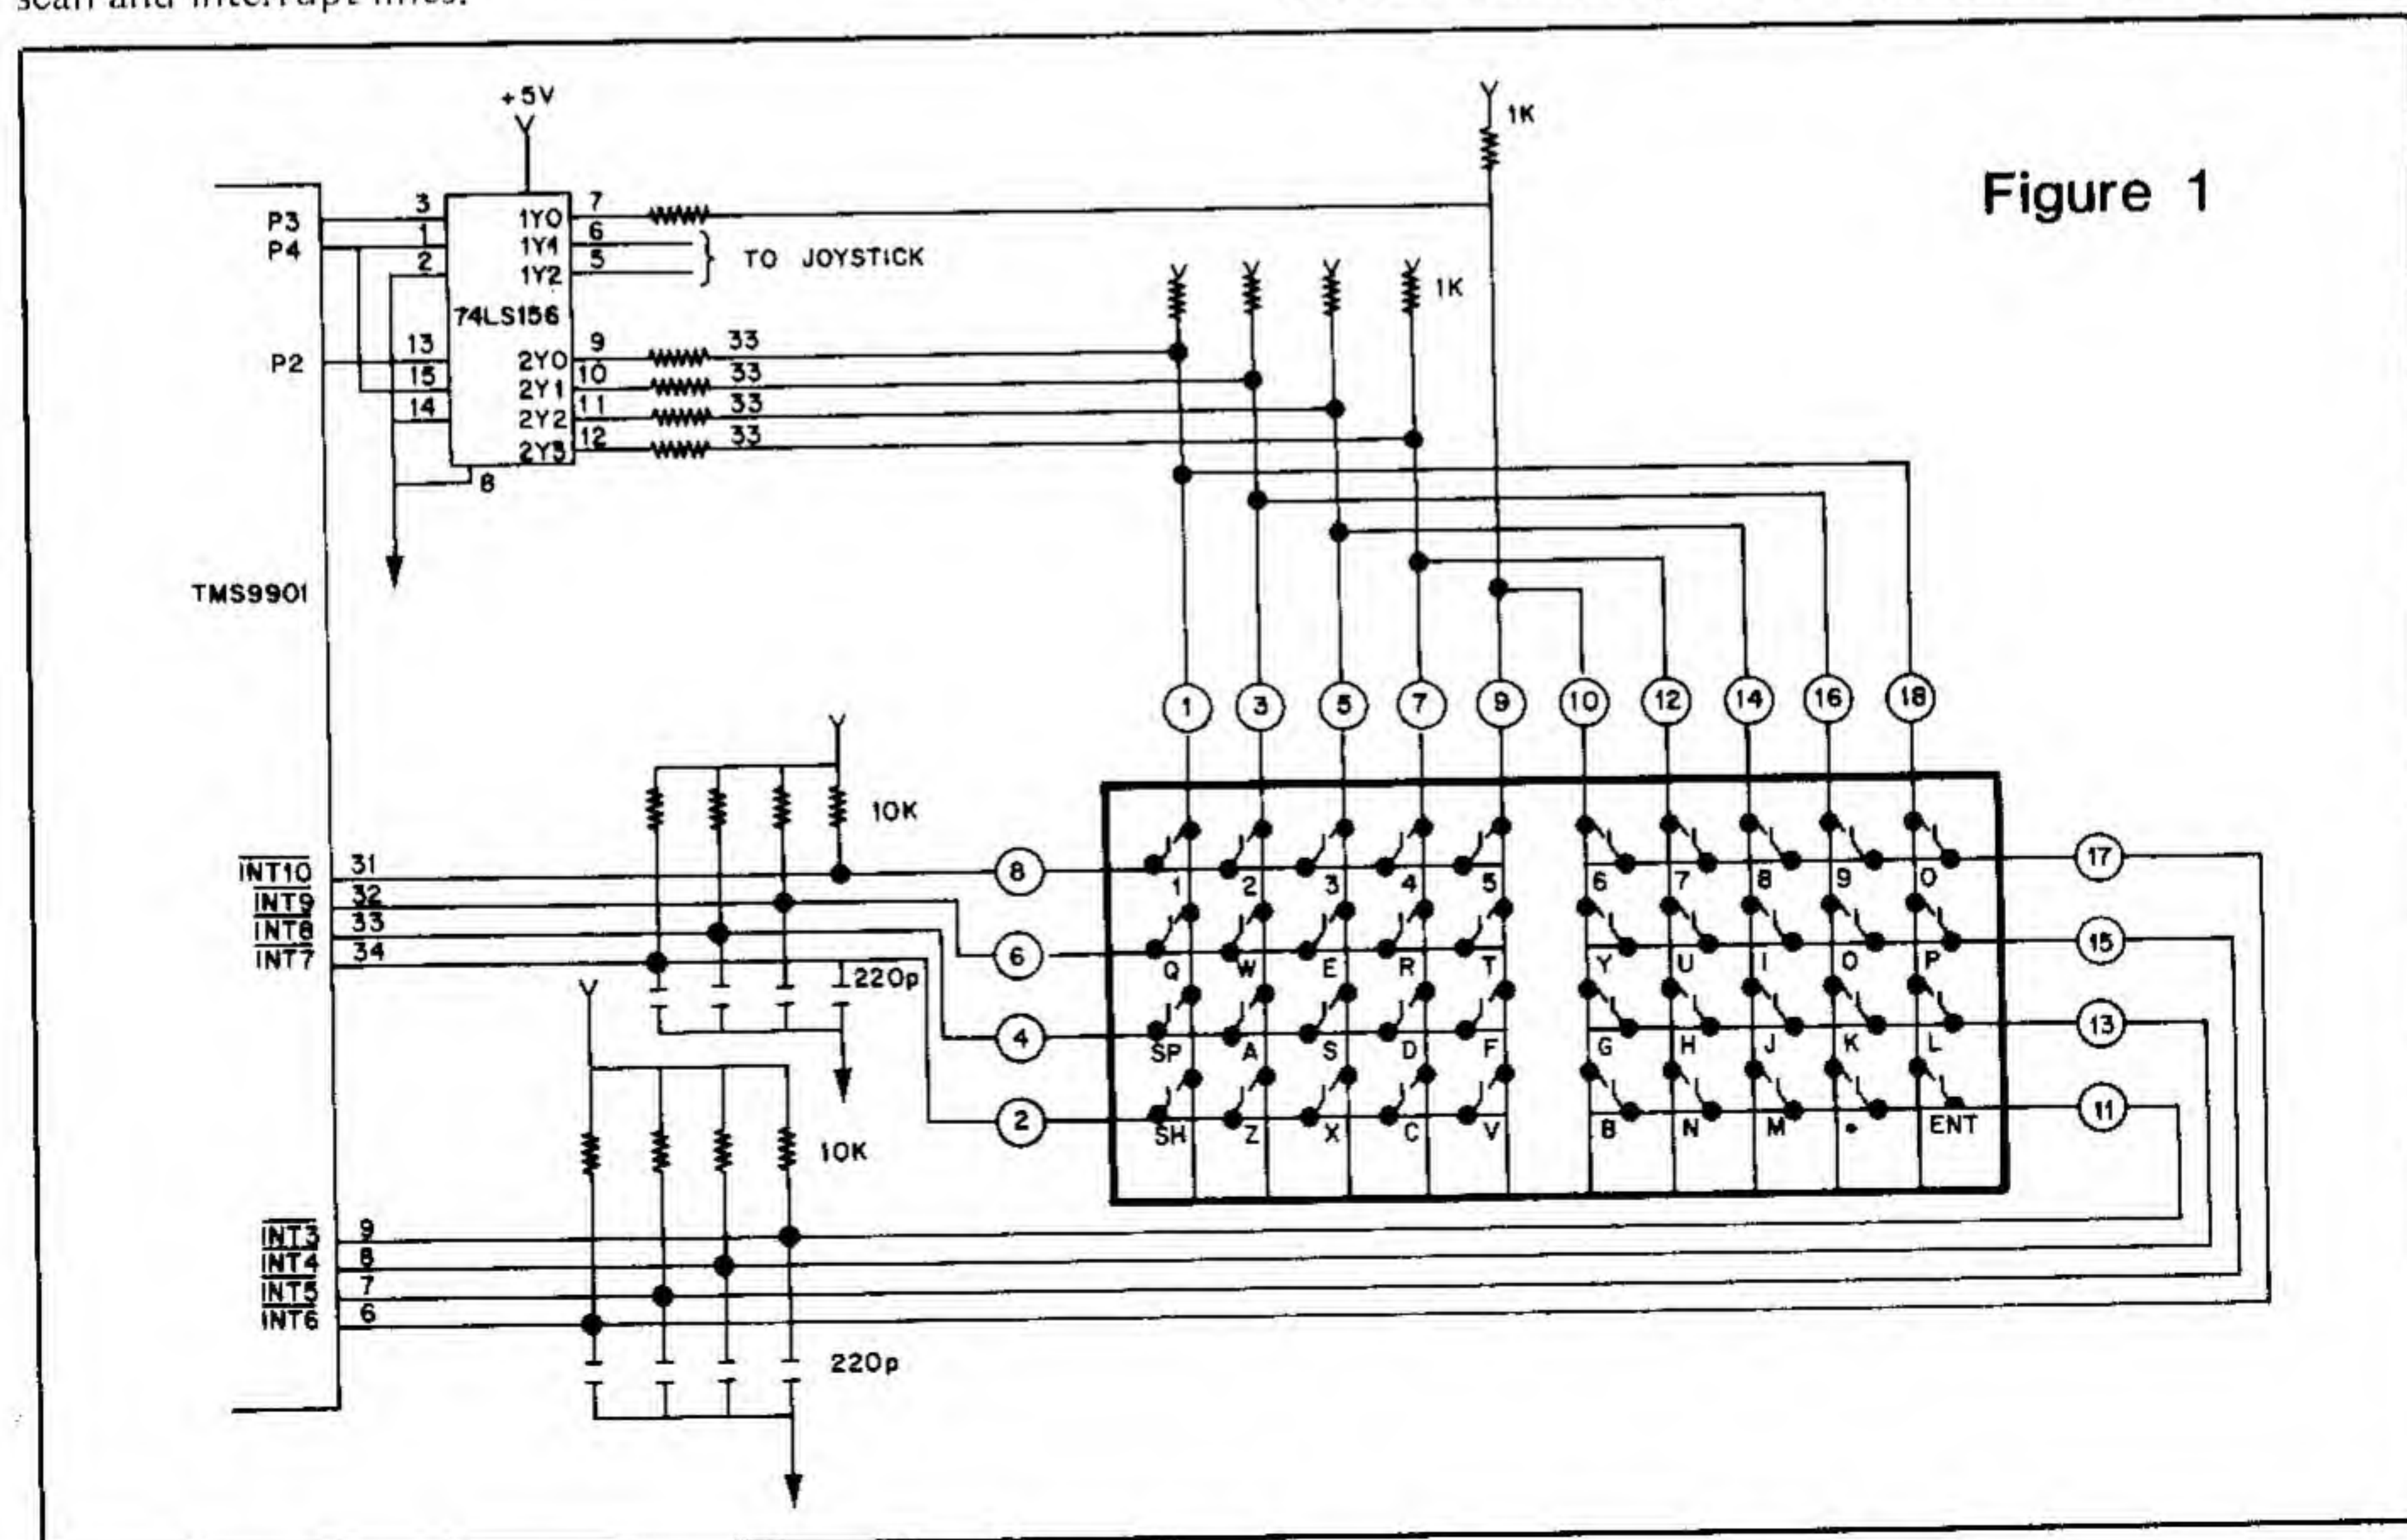 scan and interrupt lines.
Figure 1
+5V
1K
P3 3 1Y0 7
P4 1 1Y1 6
2 1Y2 5
TO JOYSTICK
74LS156
1K
P2 13 2Y0 9 33
15 2Y1 10 33
14 2Y2 11 33
2Y3 12 33
8
TMS9901
1 3 5 7 9 10 12 14 16 18
10K
INT10 31 8 17
INT9 32 6 15
INT8 33 4 13
INT7 34 2 11
220p
1 2 3 4 5 6 7 8 9 0
Q W E R T Y U I O P
SP A S D F G H J K L
SH Z X C V B N M • ENT
10K
INT3 9
INT4 8
INT5 7
INT6 6
220p